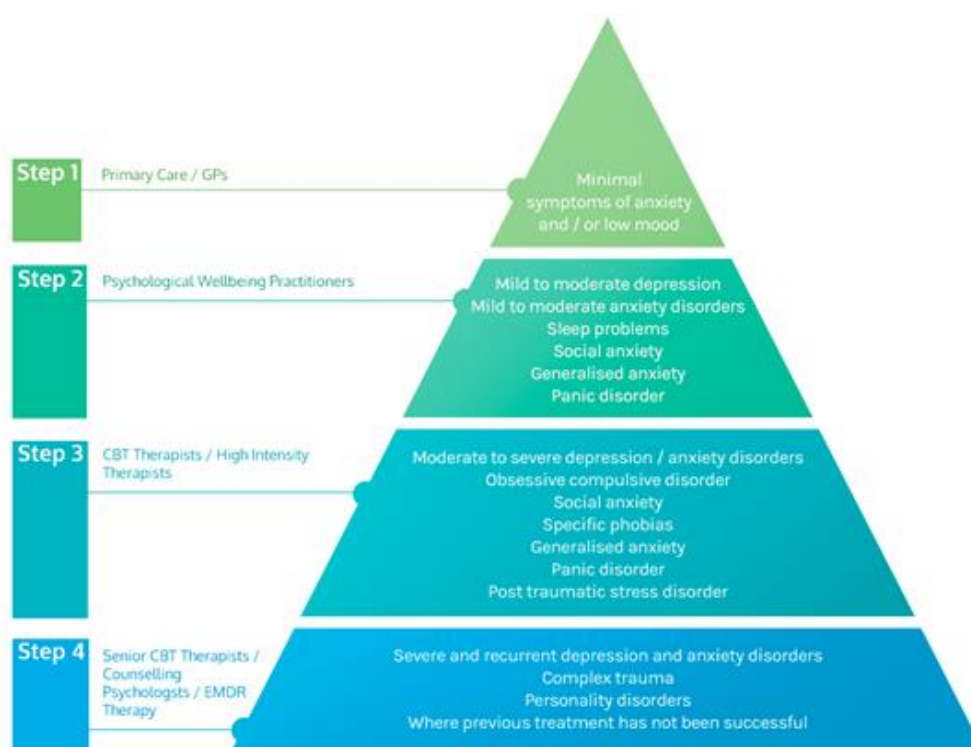 Step 1
Primary Care / GPs
Minimal
symptoms of anxiety
and / or low mood
Step 2
Psychological Wellbeing Practitioners
Mild to moderate depression
Mild to moderate anxiety disorders
Sleep problems
Social anxiety
Generalised anxiety
Panic disorder
Step 3
CBT Therapists / High Intensity
Therapists
Moderate to severe depression / anxiety disorders
Obsessive compulsive disorder
Social anxiety
Specific phobias
Generalised anxiety
Panic disorder
Post traumatic stress disorder
Step 4
Senior CBT Therapists /
Counselling
Psychologsts / EMDR
Therapy
Severe and recurrent depression and anxiety disorders
Complex trauma
Personality disorders
Where previous treatment has not been successful